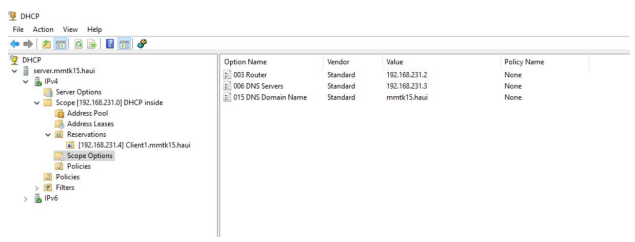 DHCP
File Action View Help
DHCP
server.mmtk15.haui
IPv4
Server Options
Scope [192.168.231.0] DHCP inside
Address Pool
Address Leases
Reservations
[192.168.231.4] Client1.mmtk15.haui
Scope Options
Policies
Policies
Filters
IPv6
Option Name Vendor Value Policy Name
003 Router Standard 192.168.231.2 None
006 DNS Servers Standard 192.168.231.3 None
015 DNS Domain Name Standard mmtk15.haui None